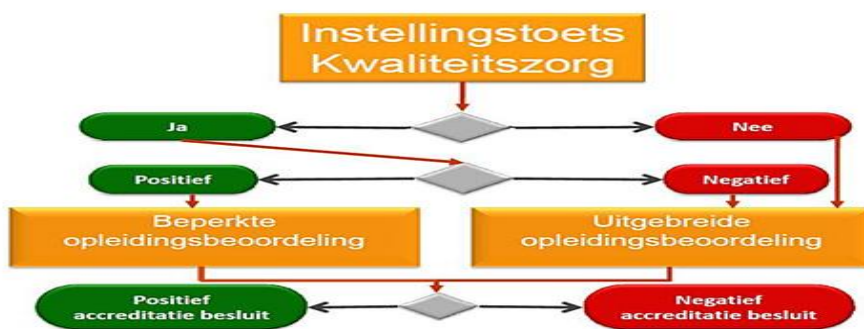 Instellingstoets
Kwaliteitszorg
Ja
Nee
Positief
Negatief
Beperkte
opleidingsbeoordeling
Uitgebreide
opleidingsbeoordeling
Positief
accreditatie besluit
Negatief
accreditatie besluit